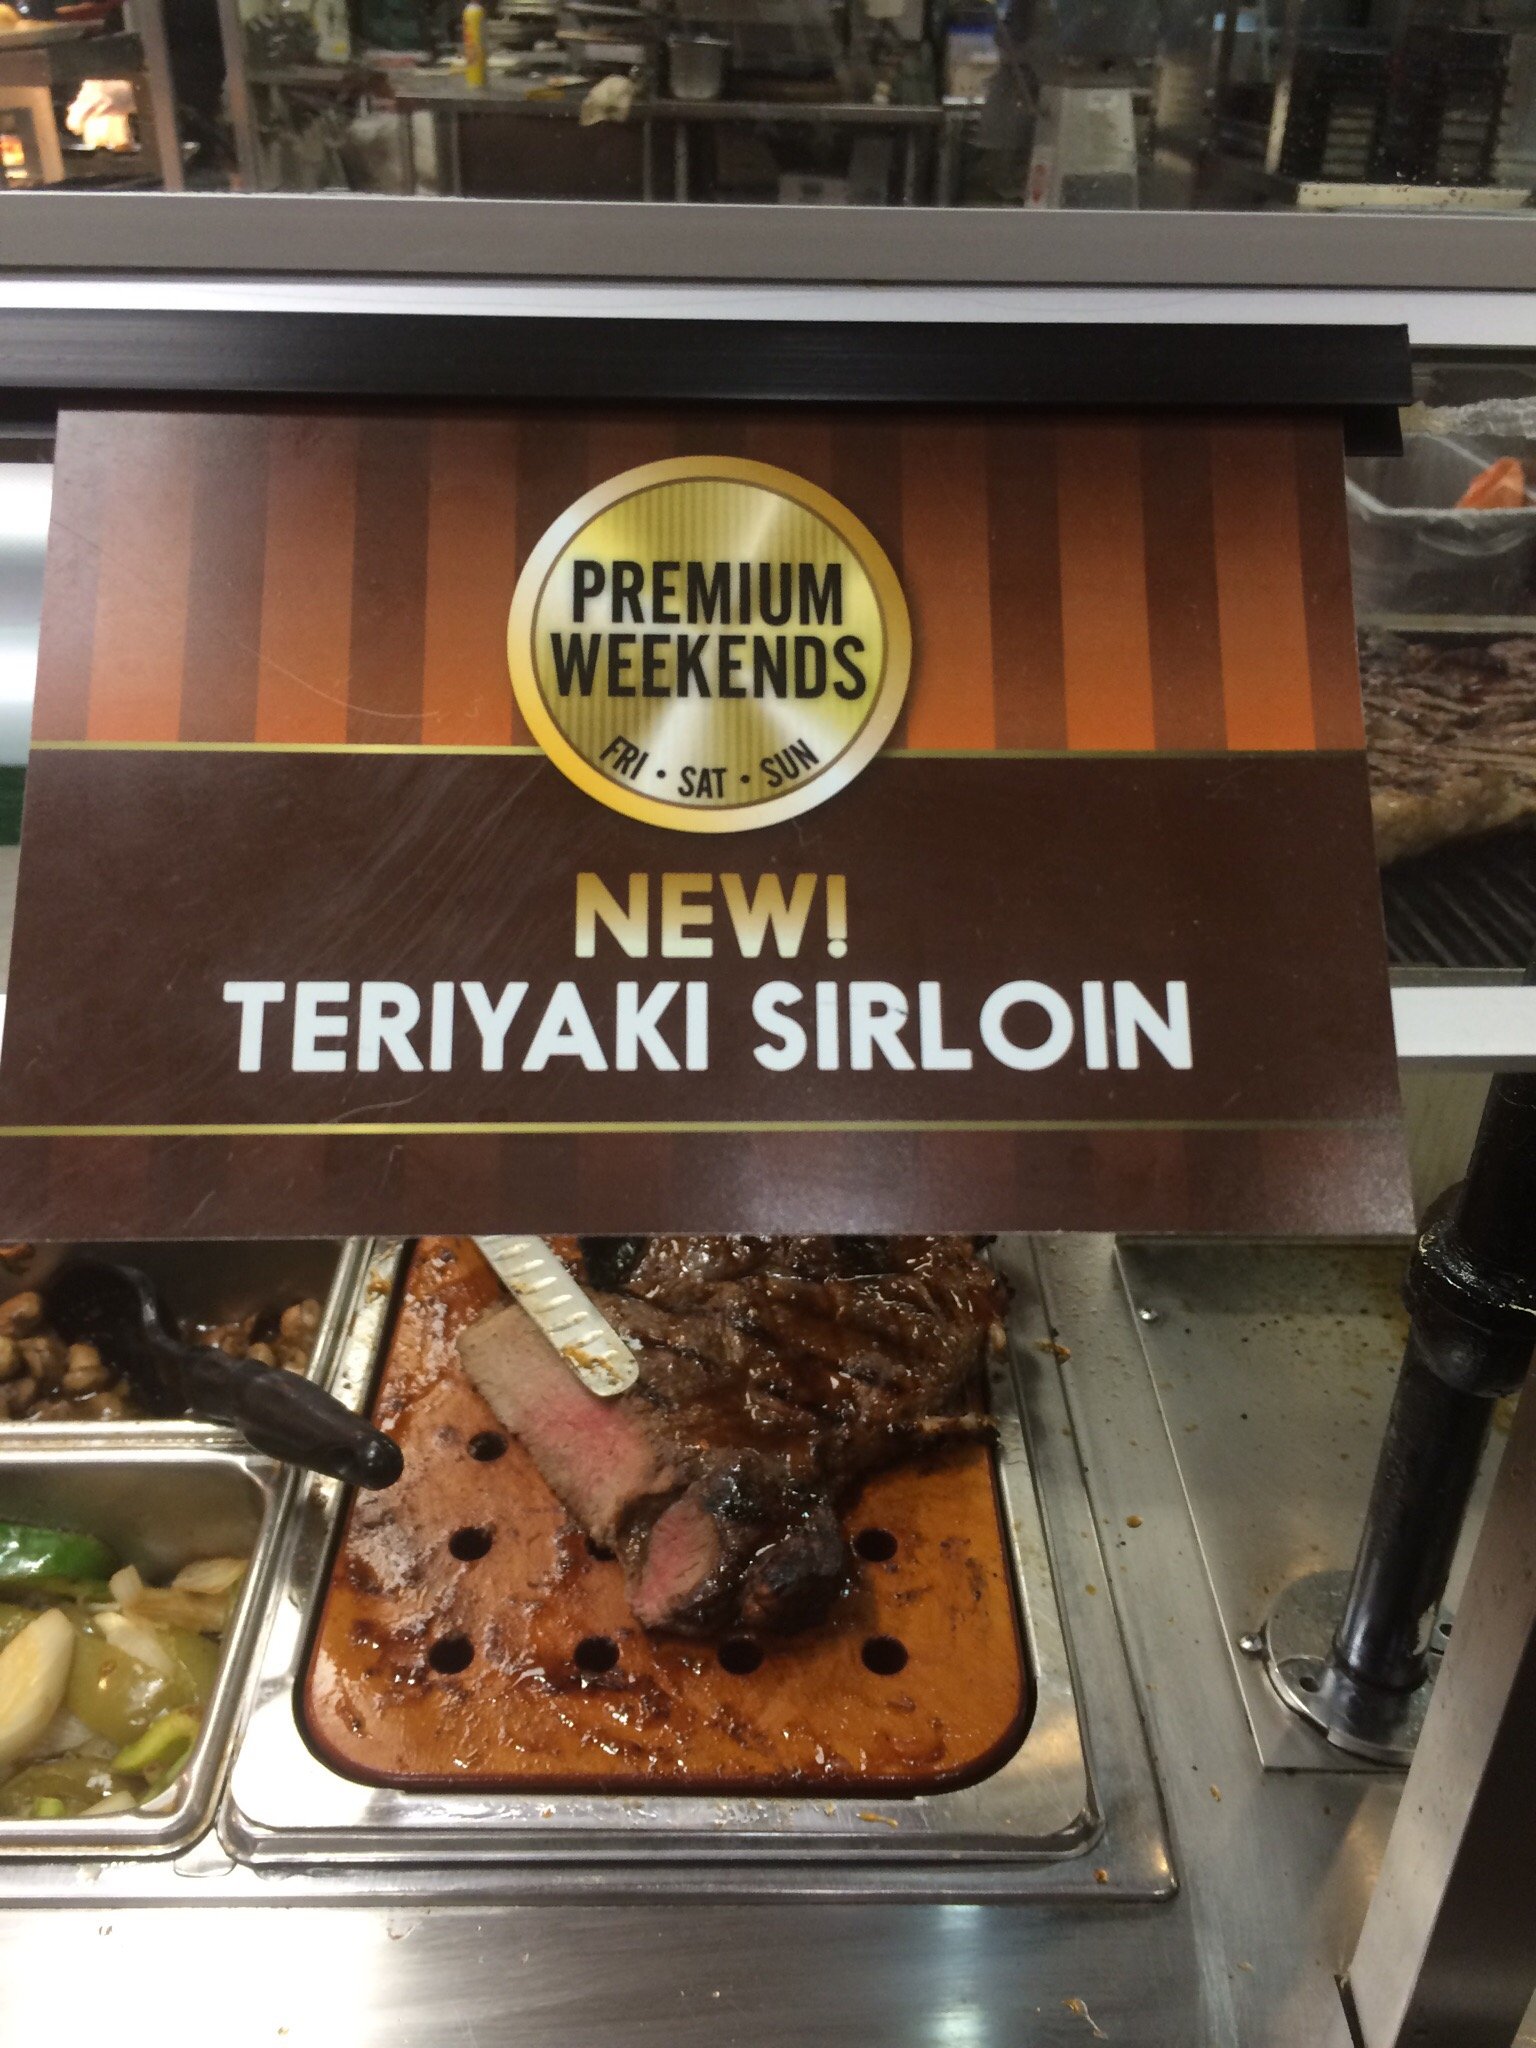 PREMIUM
WEEKENDS
FRI • SAT • SUN
NEW!
TERIYAKI SIRLOIN